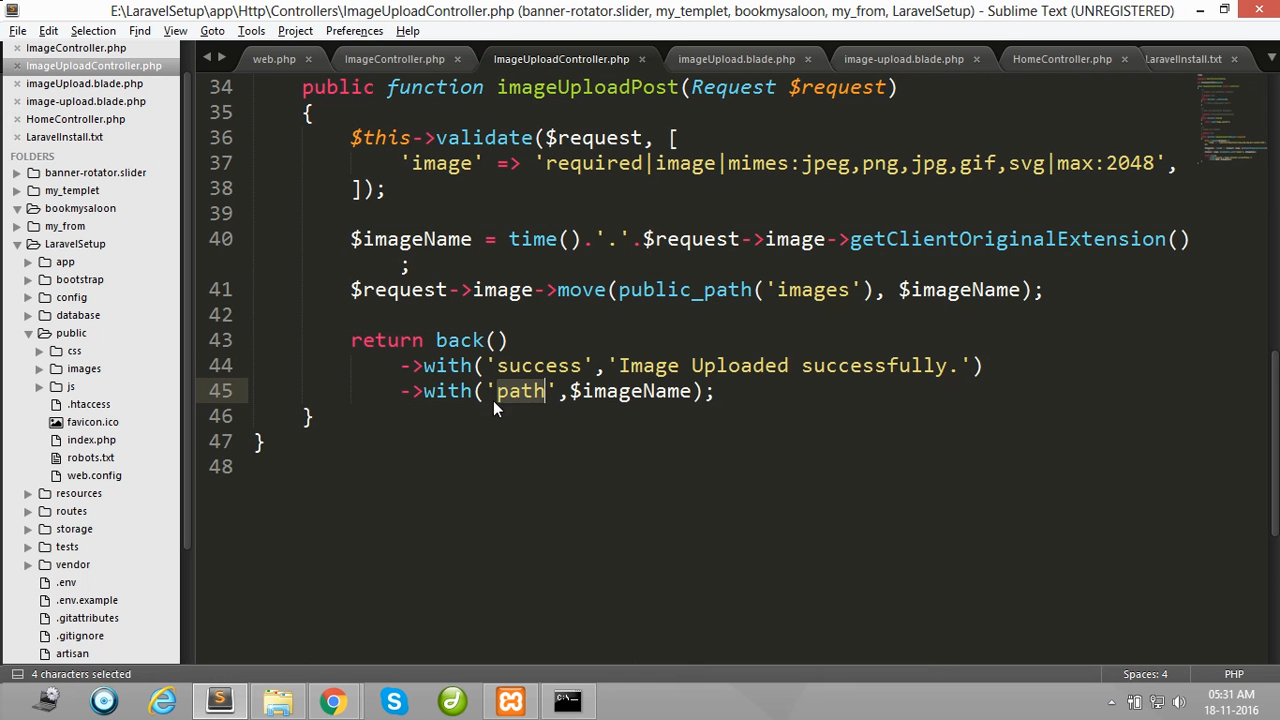 E:\LaravelSetup\app\Http\Controllers\ImageUploadController.php (banner-rotator.slider, my_templet, bookmysaloon, my_from, LaravelSetup) - Sublime Text (UNREGISTERED)
File Edit Selection Find View Goto Tools Project Preferences Help
ImageController.php
ImageUploadController.php
imageUpload.blade.php
image-upload.blade.php
HomeController.php
LaravelInstall.txt
FOLDERS
banner-rotator.slider
my_templet
bookmysaloon
my_from
LaravelSetup
app
bootstrap
config
database
public
css
images
js
.htaccess
favicon.ico
index.php
robots.txt
web.config
resources
routes
storage
tests
vendor
.env
.env.example
.gitattributes
.gitignore
artisan
web.php ImageController.php ImageUploadController.php imageUpload.blade.php image-upload.blade.php HomeController.php LaravelInstall.txt
34 public function imageUploadPost(Request $request)
35 {
36 $this->validate($request, [
37 'image' => 'required|image|mimes:jpeg,png,jpg,gif,svg|max:2048',
38 ]);
39
40 $imageName = time().'.'.$request->image->getClientOriginalExtension()
;
41 $request->image->move(public_path('images'), $imageName);
42
43 return back()
44 ->with('success','Image Uploaded successfully.')
45 ->with('path',$imageName);
46 }
47 }
48
4 characters selected Spaces: 4 PHP
05:31 AM
18-11-2016